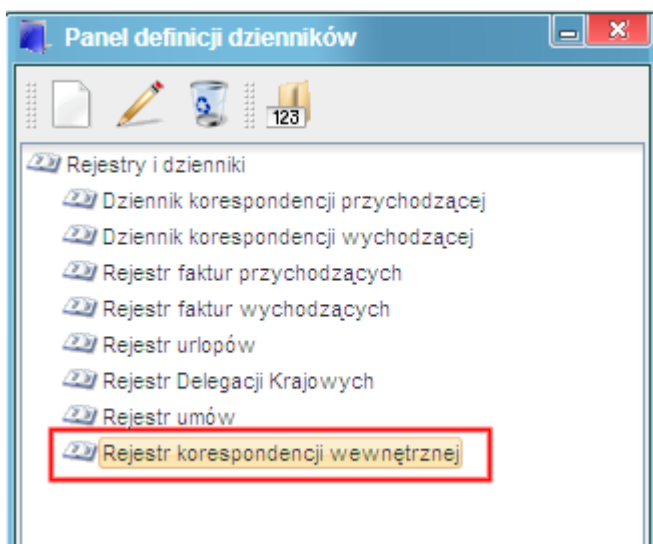 Panel definicji dzienników
123
Rejestry i dzienniki
Dziennik korespondencji przychodzącej
Dziennik korespondencji wychodzącej
Rejestr faktur przychodzących
Rejestr faktur wychodzących
Rejestr urlopów
Rejestr Delegacji Krajowych
Rejestr umów
Rejestr korespondencji wewnętrznej